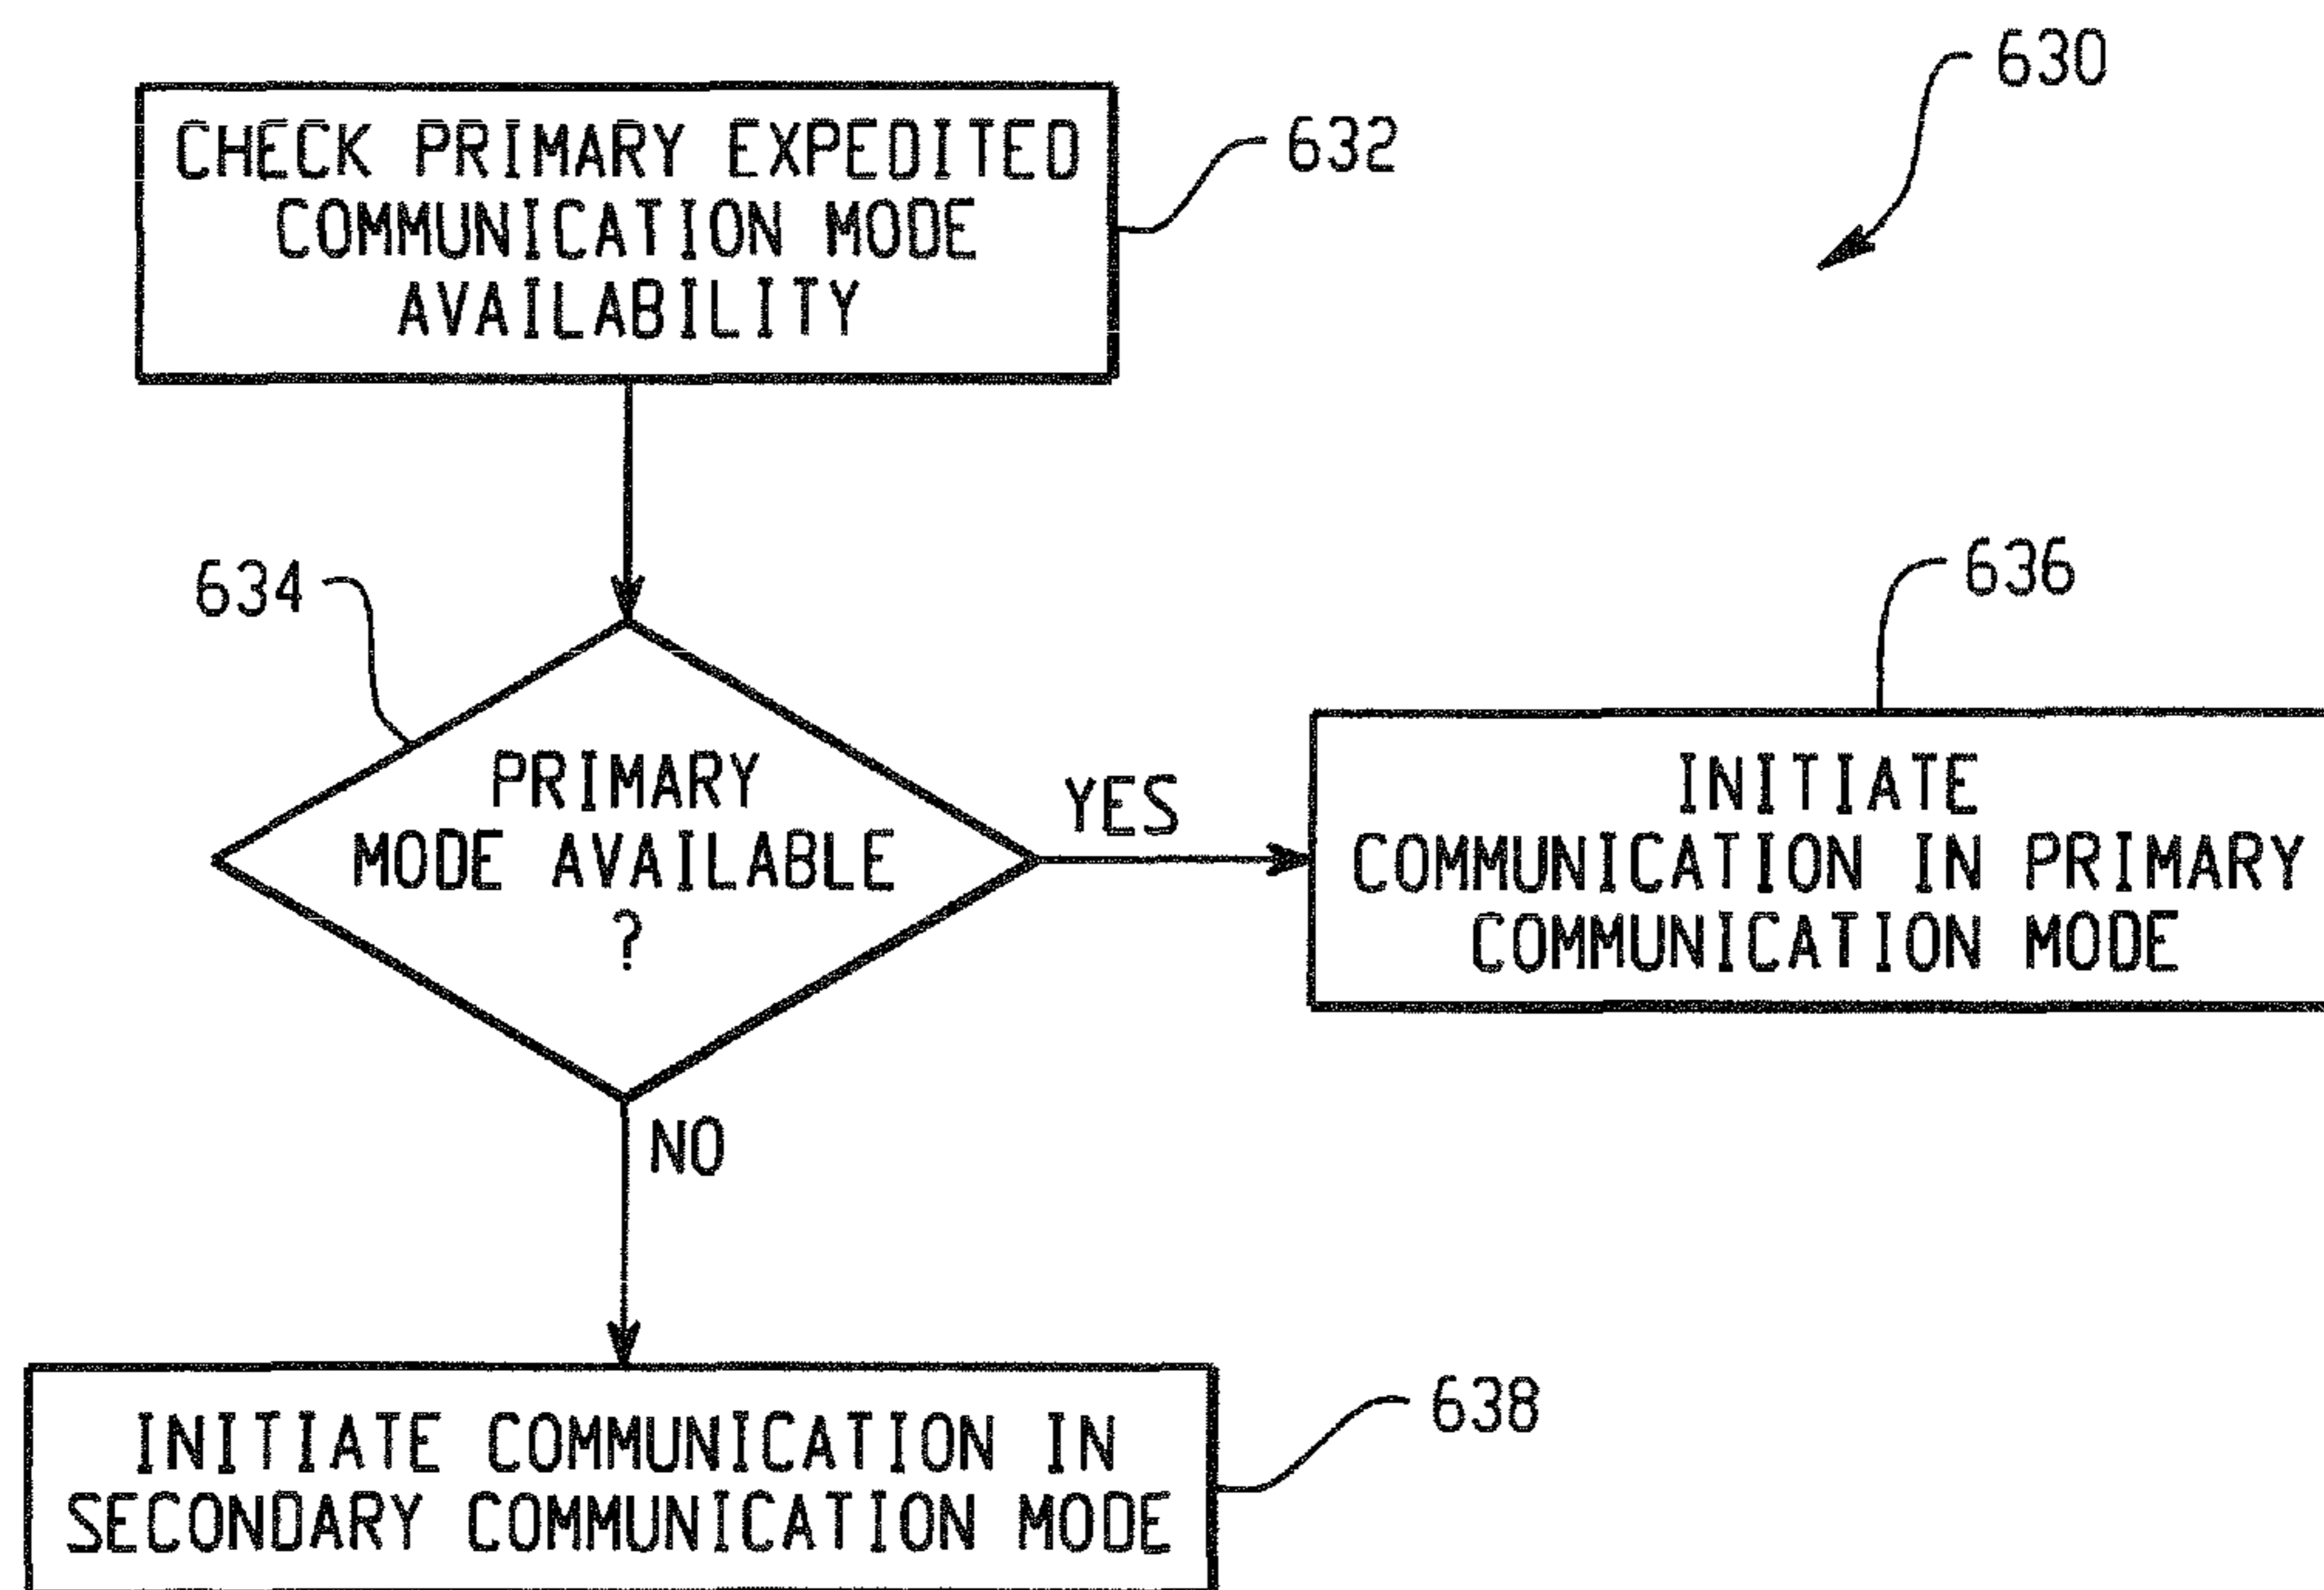 630
CHECK PRIMARY EXPEDITED
COMMUNICATION MODE
AVAILABILITY
632
634
PRIMARY
MODE AVAILABLE
?
YES
636
INITIATE
COMMUNICATION IN PRIMARY
COMMUNICATION MODE
NO
INITIATE COMMUNICATION IN
SECONDARY COMMUNICATION MODE
638